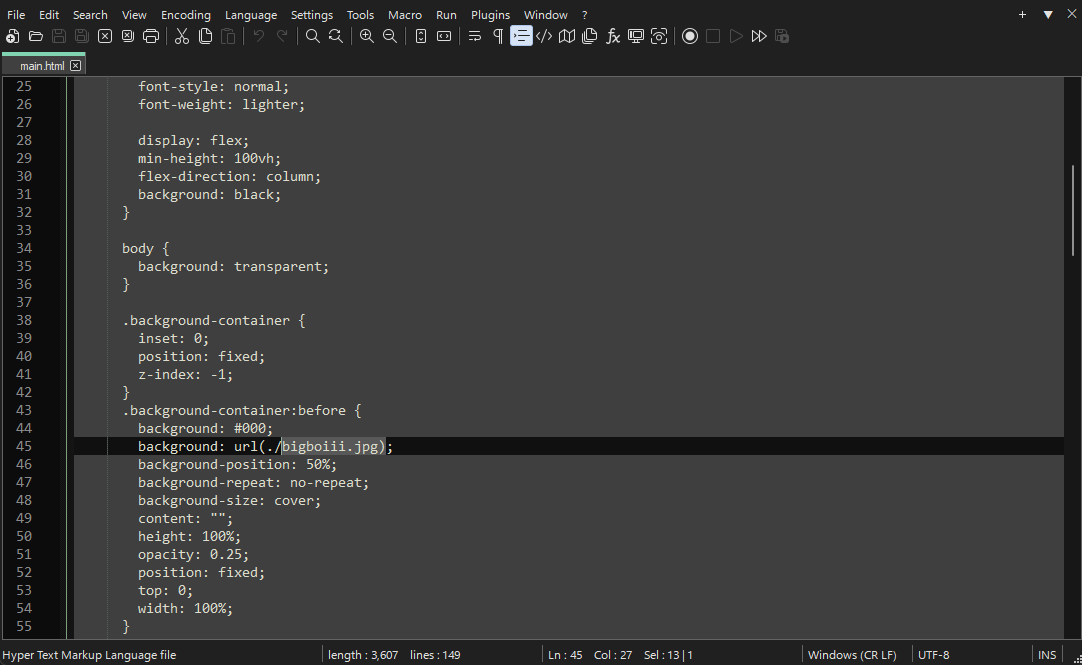 File Edit Search View Encoding Language Settings Tools Macro Run Plugins Window ?
main.html
25 font-style: normal;
26 font-weight: lighter;
27
28 display: flex;
29 min-height: 100vh;
30 flex-direction: column;
31 background: black;
32 }
33
34 body {
35 background: transparent;
36 }
37
38 .background-container {
39 inset: 0;
40 position: fixed;
41 z-index: -1;
42 }
43 .background-container:before {
44 background: #000;
45 background: url(./bigboiii.jpg);
46 background-position: 50%;
47 background-repeat: no-repeat;
48 background-size: cover;
49 content: "";
50 height: 100%;
51 opacity: 0.25;
52 position: fixed;
53 top: 0;
54 width: 100%;
55 }
Hyper Text Markup Language file length : 3,607 lines : 149 Ln : 45 Col : 27 Sel : 13 | 1 Windows (CR LF) UTF-8 INS